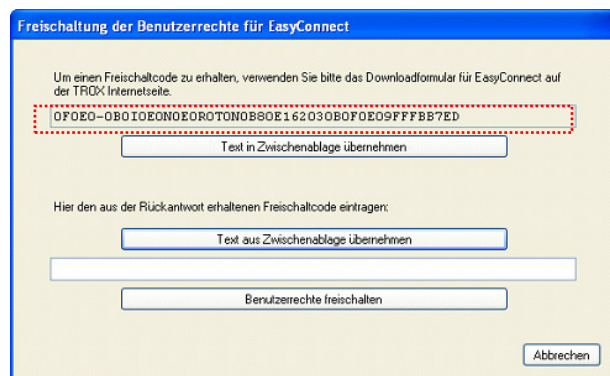 Freischaltung der Benutzerrechte für EasyConnect
Um einen Freischaltcode zu erhalten, verwenden Sie bitte das Downloadformular für EasyConnect auf
der TROX Internetseite.
0F0E0-0B0I0E0N0E0R0T0N0B80E162030B0F0E09FFFBB7ED
Text in Zwischenablage übernehmen
Hier den aus der Rückantwort erhaltenen Freischaltcode eintragen:
Text aus Zwischenablage übernehmen
Benutzerrechte freischalten
Abbrechen